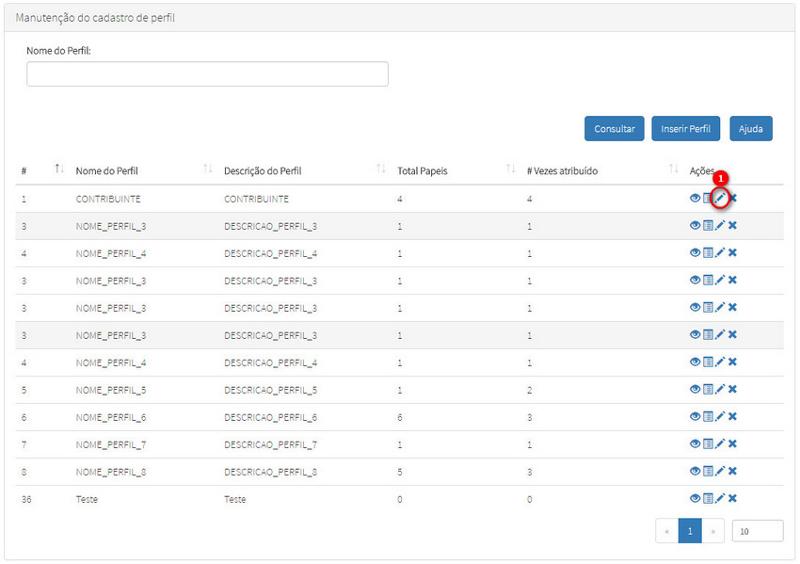 Manutenção do cadastro de perfil
Nome do Perfil:
Consultar Inserir Perfil Ajuda
# Nome do Perfil Descrição do Perfil Total Papeis # Vezes atribuído Ações
1
1 CONTRIBUINTE CONTRIBUINTE 4 4
3 NOME_PERFIL_3 DESCRICAO_PERFIL_3 1 1
4 NOME_PERFIL_4 DESCRICAO_PERFIL_4 1 1
3 NOME_PERFIL_3 DESCRICAO_PERFIL_3 1 1
3 NOME_PERFIL_3 DESCRICAO_PERFIL_3 1 1
3 NOME_PERFIL_3 DESCRICAO_PERFIL_3 1 1
4 NOME_PERFIL_4 DESCRICAO_PERFIL_4 1 1
5 NOME_PERFIL_5 DESCRICAO_PERFIL_5 1 2
6 NOME_PERFIL_6 DESCRICAO_PERFIL_6 6 3
7 NOME_PERFIL_7 DESCRICAO_PERFIL_7 1 1
8 NOME_PERFIL_8 DESCRICAO_PERFIL_8 5 3
36 Teste Teste 0 0
« 1 » 10